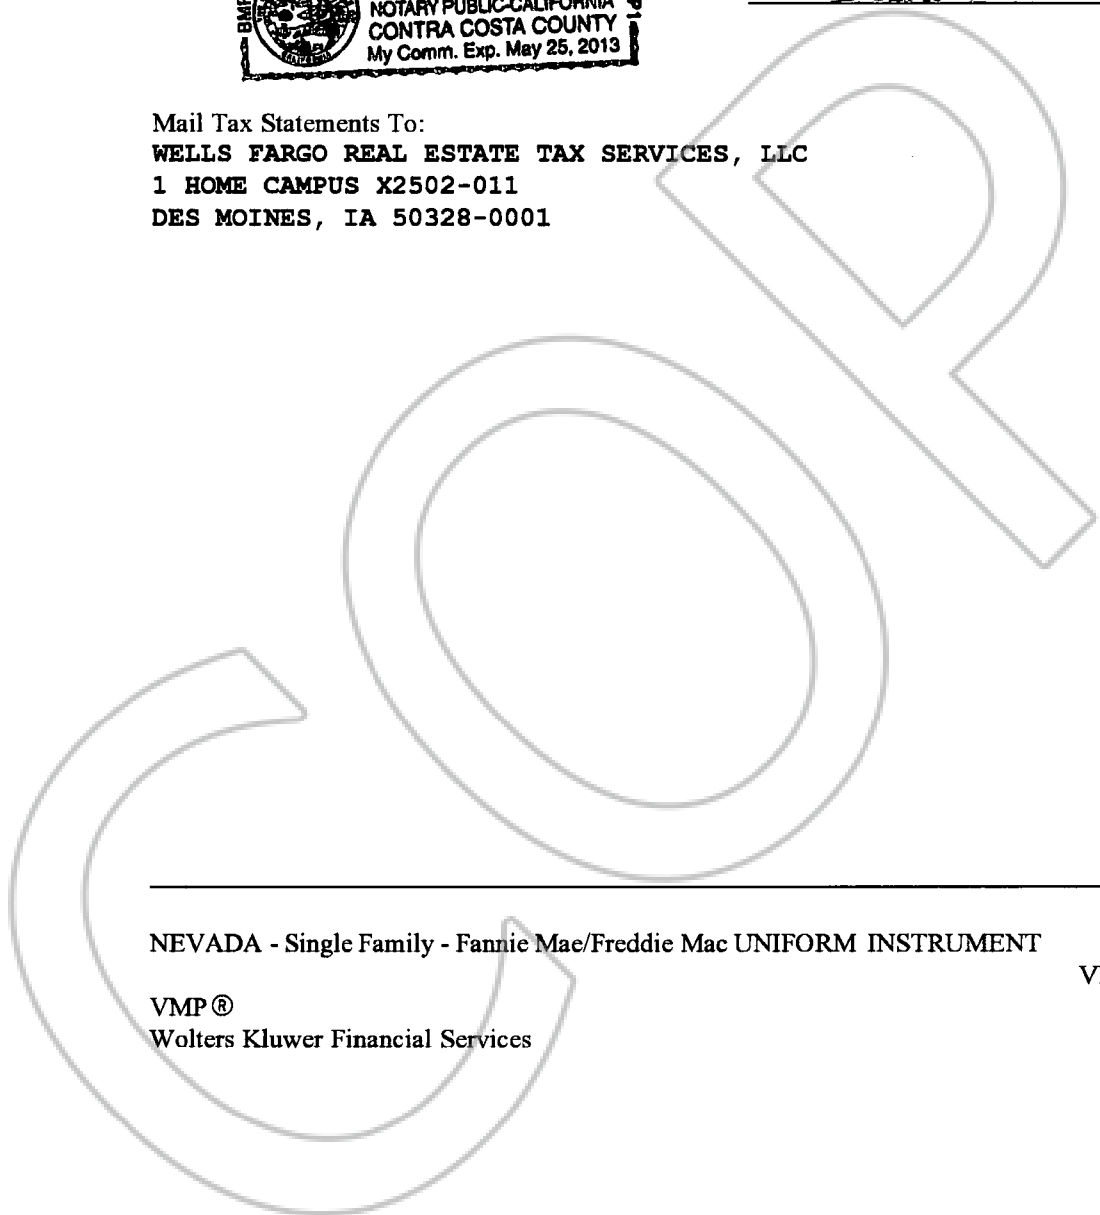 NOTARY PUBLIC-CALIFORNIA
CONTRA COSTA COUNTY
My Comm. Exp. May 25, 2013
Mail Tax Statements To:
WELLS FARGO REAL ESTATE TAX SERVICES, LLC
1 HOME CAMPUS X2502-011
DES MOINES, IA 50328-0001
COP
NEVADA - Single Family - Fannie Mae/Freddie Mac UNIFORM INSTRUMENT
VMP ®
Wolters Kluwer Financial Services